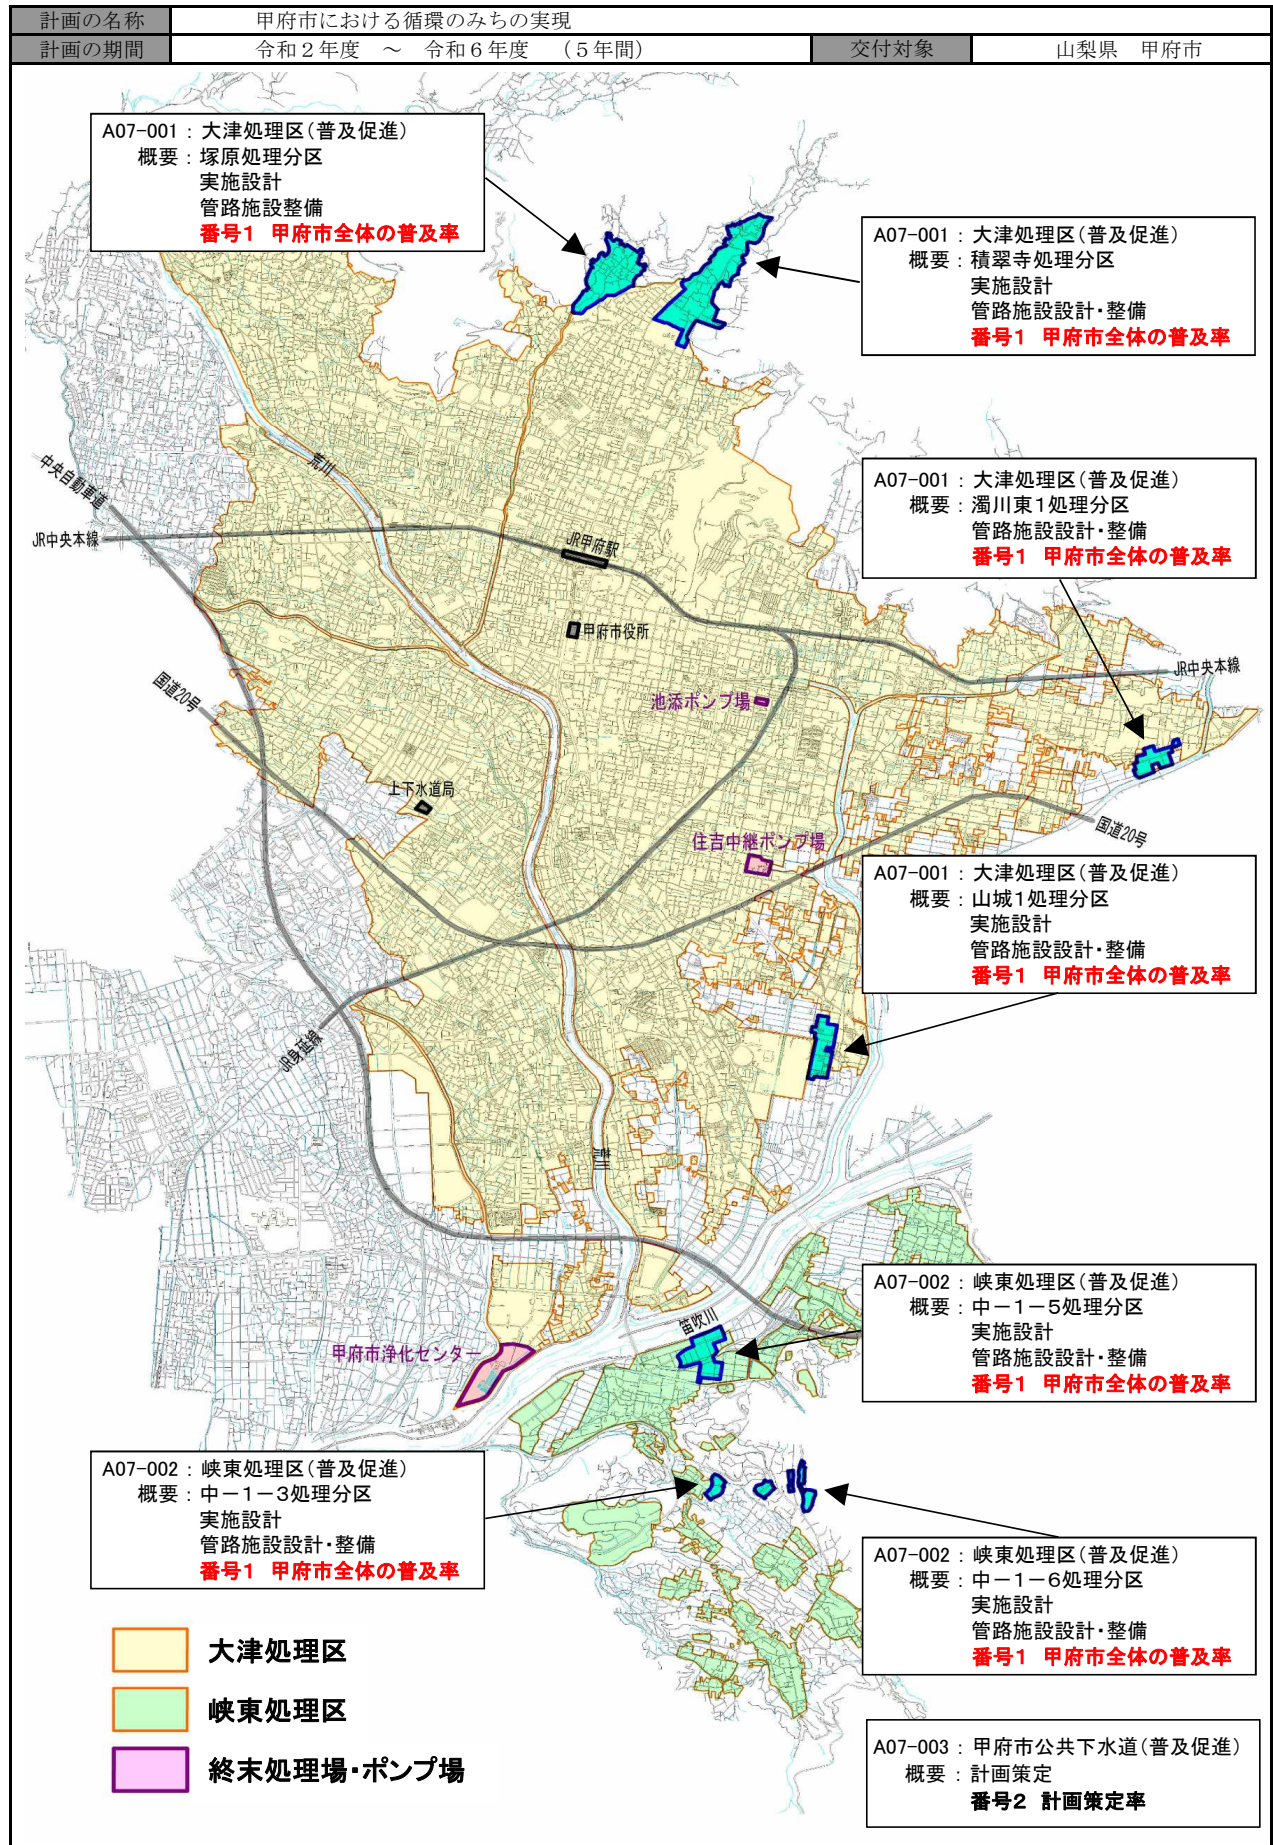 計画の名称 甲府市における循環のみちの実現
計画の期間 令和２年度 ～ 令和６年度 （５年間） 交付対象 山梨県 甲府市
A07-001：大津処理区（普及促進）
概要：塚原処理分区
実施設計
管路施設整備
番号1 甲府市全体の普及率
A07-001：大津処理区（普及促進）
概要：積翠寺処理分区
実施設計
管路施設設計・整備
番号1 甲府市全体の普及率
A07-001：大津処理区（普及促進）
概要：濁川東1処理分区
管路施設設計・整備
番号1 甲府市全体の普及率
荒川
中央自動車道
JR中央本線
JR甲府駅
甲府市役所
JR中央本線
国道20号
池添ポンプ場
上下水道局
住吉中継ポンプ場
国道20号
A07-001：大津処理区（普及促進）
概要：山城1処理分区
実施設計
管路施設設計・整備
番号1 甲府市全体の普及率
JR身延線
荒川
A07-002：峡東処理区（普及促進）
概要：中－1－5処理分区
実施設計
管路施設設計・整備
番号1 甲府市全体の普及率
笛吹川
甲府市浄化センター
A07-002：峡東処理区（普及促進）
概要：中－1－3処理分区
実施設計
管路施設設計・整備
番号1 甲府市全体の普及率
A07-002：峡東処理区（普及促進）
概要：中－1－6処理分区
実施設計
管路施設設計・整備
番号1 甲府市全体の普及率
大津処理区
峡東処理区
終末処理場・ポンプ場
A07-003：甲府市公共下水道（普及促進）
概要：計画策定
番号2 計画策定率